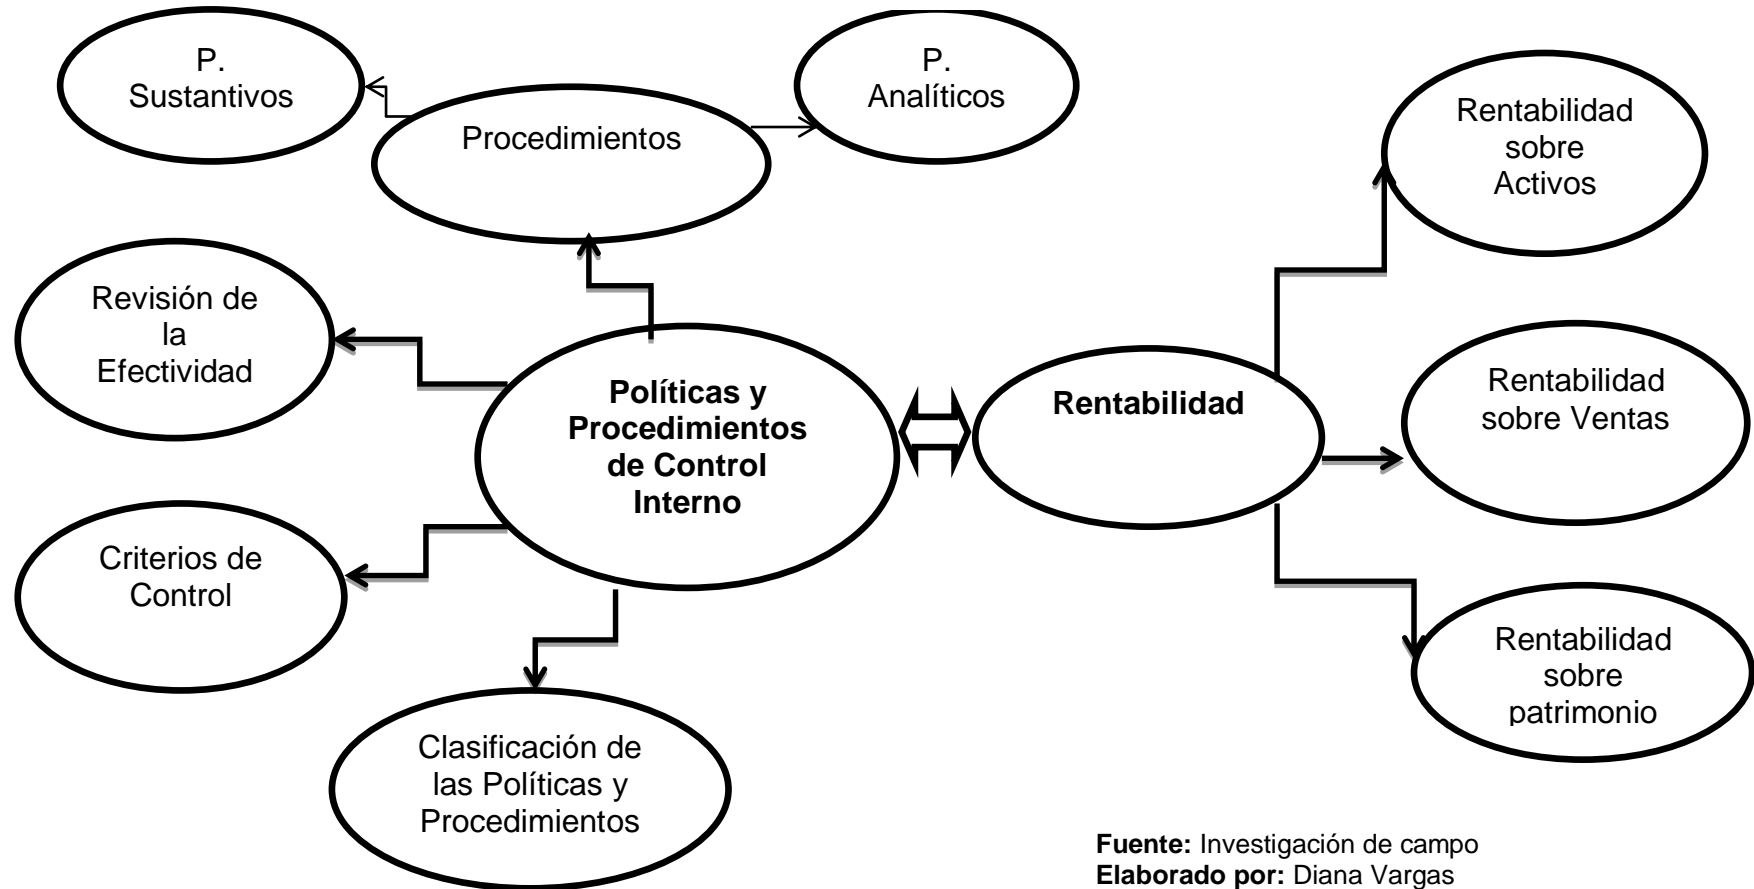 P.
Sustantivos
P.
Analíticos
Procedimientos
Rentabilidad
sobre
Activos
Revisión de
la
Efectividad
Políticas y
Procedimientos
de Control
Interno
Rentabilidad
Rentabilidad
sobre Ventas
Criterios de
Control
Rentabilidad
sobre
patrimonio
Clasificación de
las Políticas y
Procedimientos
Fuente: Investigación de campo
Elaborado por: Diana Vargas